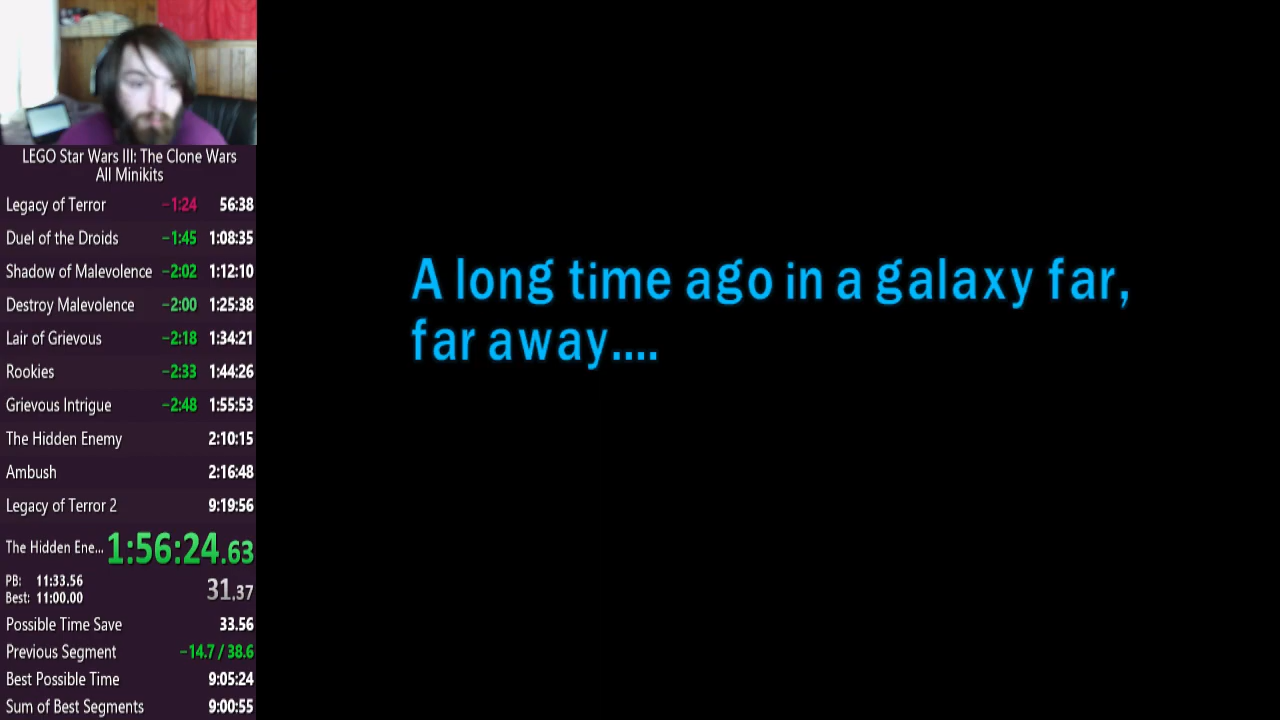 LEGO Star Wars III: The Clone Wars
All Minikits
Legacy of Terror −1:24 56:38
Duel of the Droids −1:45 1:08:35
Shadow of Malevolence −2:02 1:12:10
Destroy Malevolence −2:00 1:25:38
Lair of Grievous −2:18 1:34:21
Rookies −2:33 1:44:26
Grievous Intrigue −2:48 1:55:53
The Hidden Enemy 2:10:15
Ambush 2:16:48
Legacy of Terror 2 9:19:56
The Hidden Ene... 1:56:24.63
PB: 11:33.56
Best: 11:00.00
31.37
Possible Time Save 33.56
Previous Segment −14.7 / 38.6
Best Possible Time 9:05:24
Sum of Best Segments 9:00:55
A long time ago in a galaxy far,
far away....